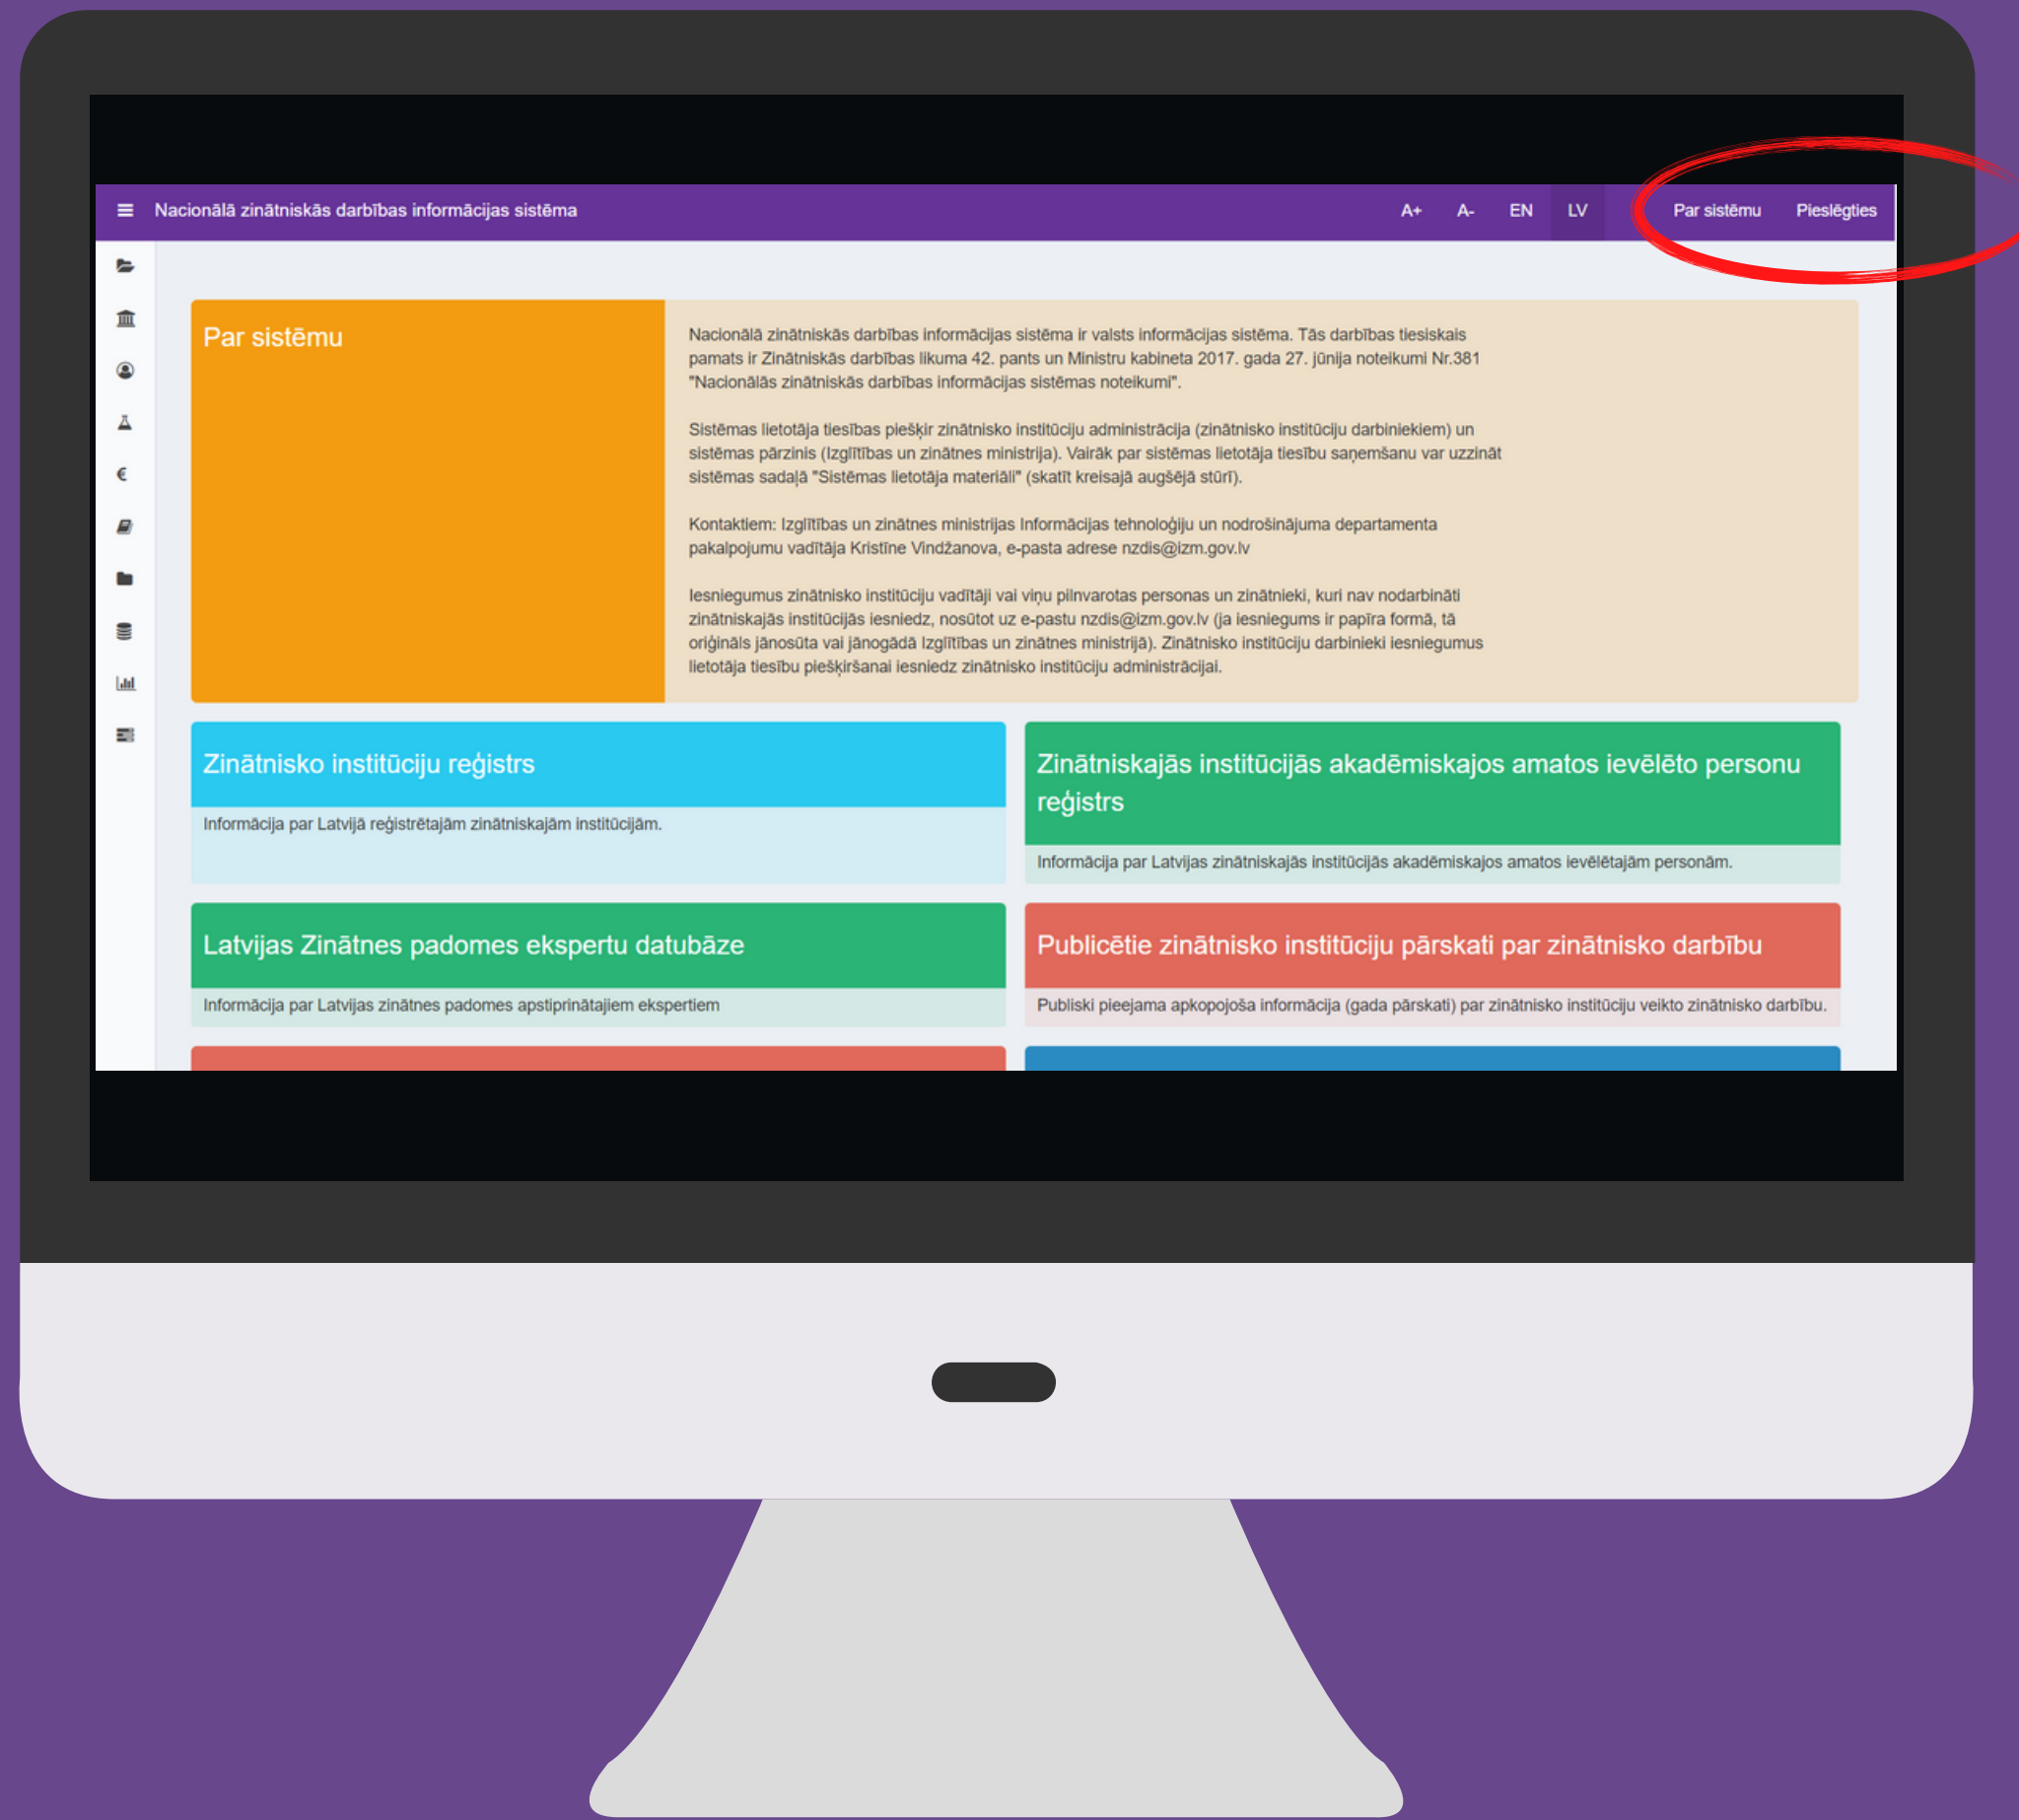 Nacionālā zinātniskās darbības informācijas sistēma
A+ A- EN LV Par sistēmu Pieslēgties
Par sistēmu
Nacionālā zinātniskās darbības informācijas sistēma ir valsts informācijas sistēma. Tās darbības tiesiskais
pamats ir Zinātniskās darbības likuma 42. pants un Ministru kabineta 2017. gada 27. jūnija noteikumi Nr.381
"Nacionālās zinātniskās darbības informācijas sistēmas noteikumi".
Sistēmas lietotāja tiesības piešķir zinātnisko institūciju administrācija (zinātnisko institūciju darbiniekiem) un
sistēmas pārzinis (Izglītības un zinātnes ministrija). Vairāk par sistēmas lietotāja tiesību saņemšanu var uzzināt
sistēmas sadaļā "Sistēmas lietotāja materiāli" (skatīt kreisajā augšējā stūrī).
Kontaktiem: Izglītības un zinātnes ministrijas Informācijas tehnoloģiju un nodrošinājuma departamenta
pakalpojumu vadītāja Kristīne Vindžanova, e-pasta adrese nzdis@izm.gov.lv
Iesniegumus zinātnisko institūciju vadītāji vai viņu pilnvarotas personas un zinātnieki, kuri nav nodarbināti
zinātniskajās institūcijās iesniedz, nosūtot uz e-pastu nzdis@izm.gov.lv (ja iesniegums ir papīra formā, tā
oriģināls jānosūta vai jānogādā Izglītības un zinātnes ministrijā). Zinātnisko institūciju darbinieki iesniegumus
lietotāja tiesību piešķiršanai iesniedz zinātnisko institūciju administrācijai.
Zinātnisko institūciju reģistrs
Informācija par Latvijā reģistrētajām zinātniskajām institūcijām.
Zinātniskajās institūcijās akadēmiskajos amatos ievēlēto personu
reģistrs
Informācija par Latvijas zinātniskajās institūcijās akadēmiskajos amatos ievēlētajām personām.
Latvijas Zinātnes padomes ekspertu datubāze
Informācija par Latvijas zinātnes padomes apstiprinātajiem ekspertiem
Publicētie zinātnisko institūciju pārskati par zinātnisko darbību
Publiski pieejama apkopojoša informācija (gada pārskati) par zinātnisko institūciju veikto zinātnisko darbību.